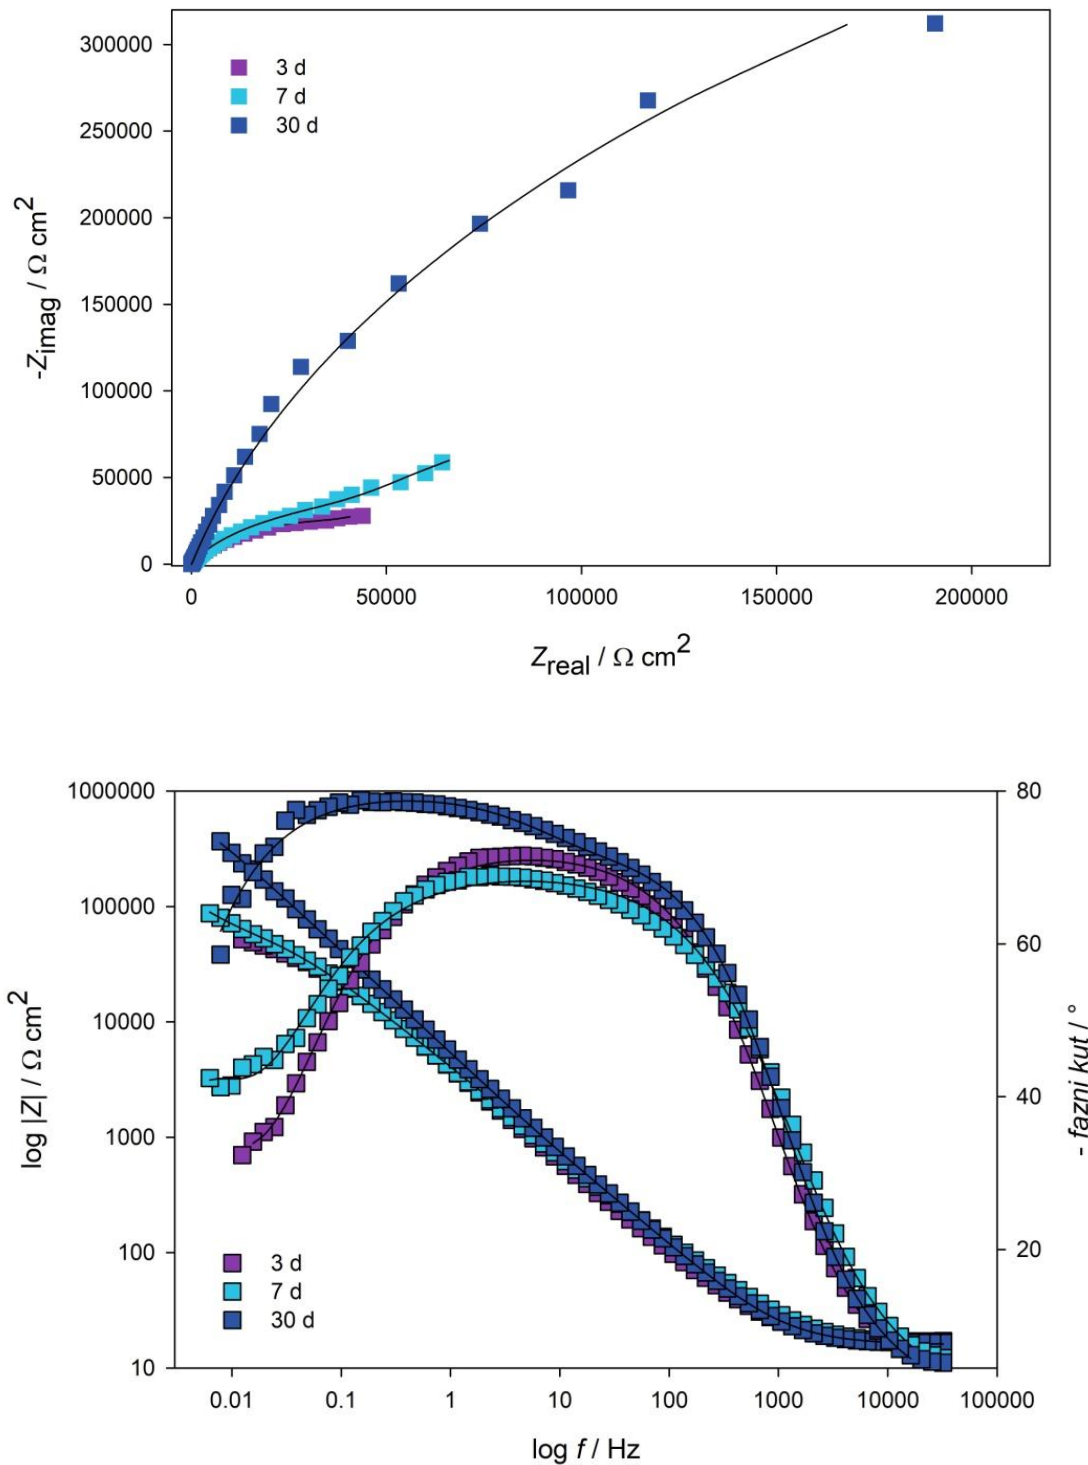 300000
250000
200000
150000
100000
50000
0
-Zimag / Ω cm2
3 d
7 d
30 d
0 50000 100000 150000 200000
Zreal / Ω cm2
1000000
100000
10000
1000
100
10
log |Z| / Ω cm2
80
60
40
20
- fazni kut / °
3 d
7 d
30 d
0.01 0.1 1 10 100 1000 10000 100000
log f / Hz